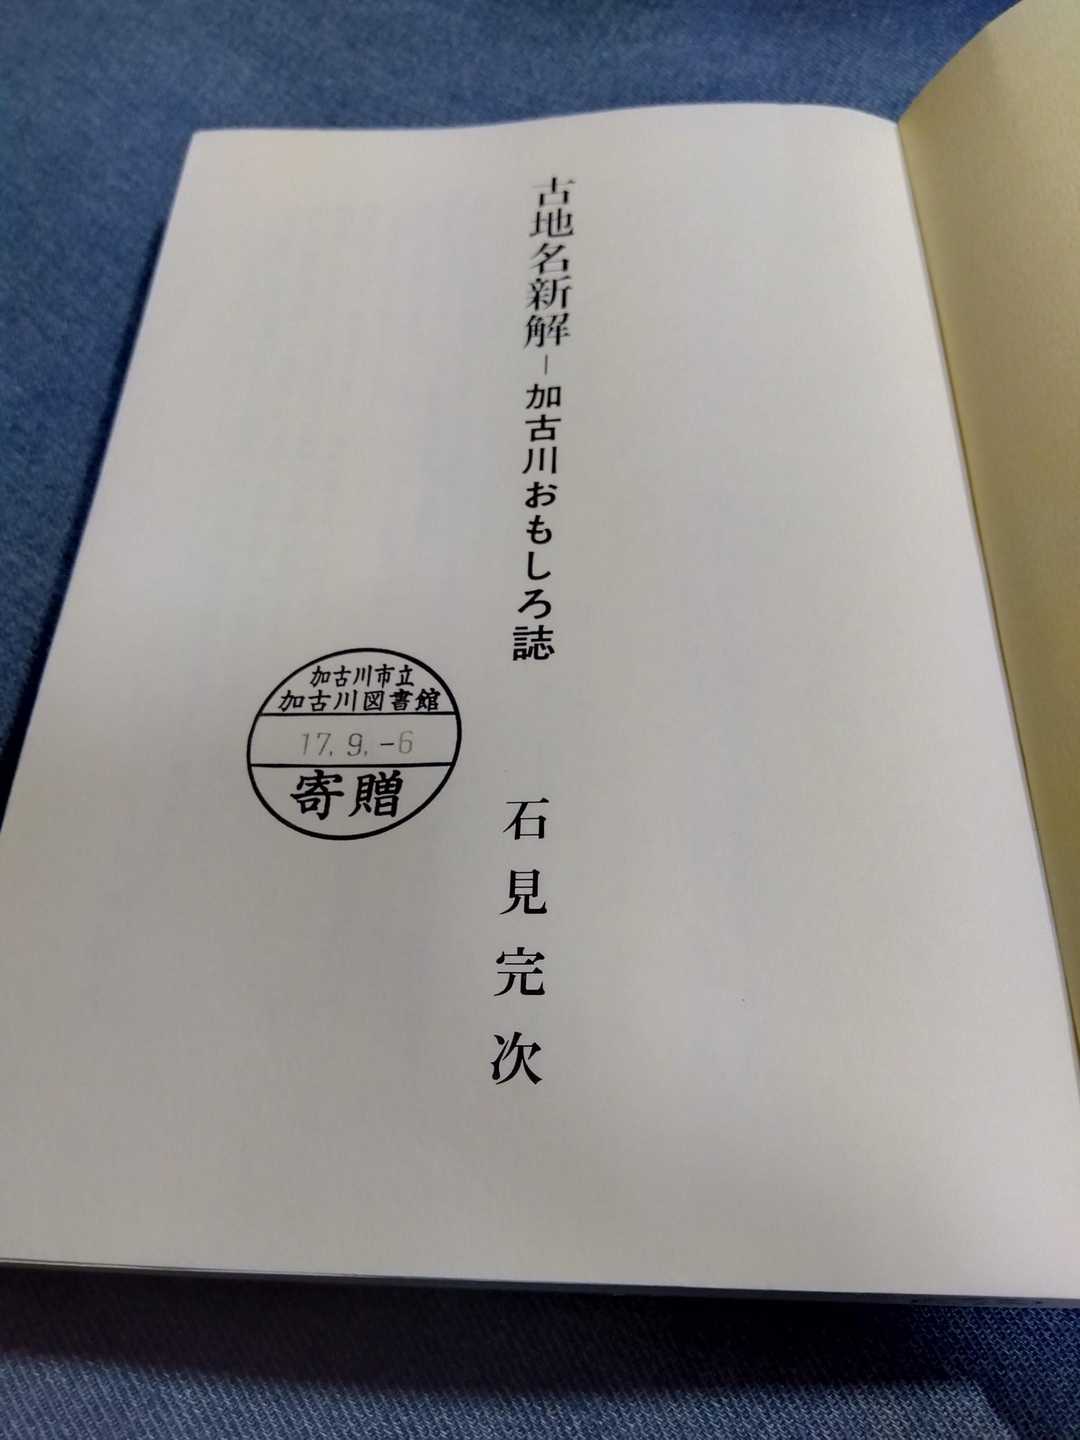 古地名新解―加古川おもしろ誌
石見完次
加古川市立
加古川図書館
17.9.-6
寄贈